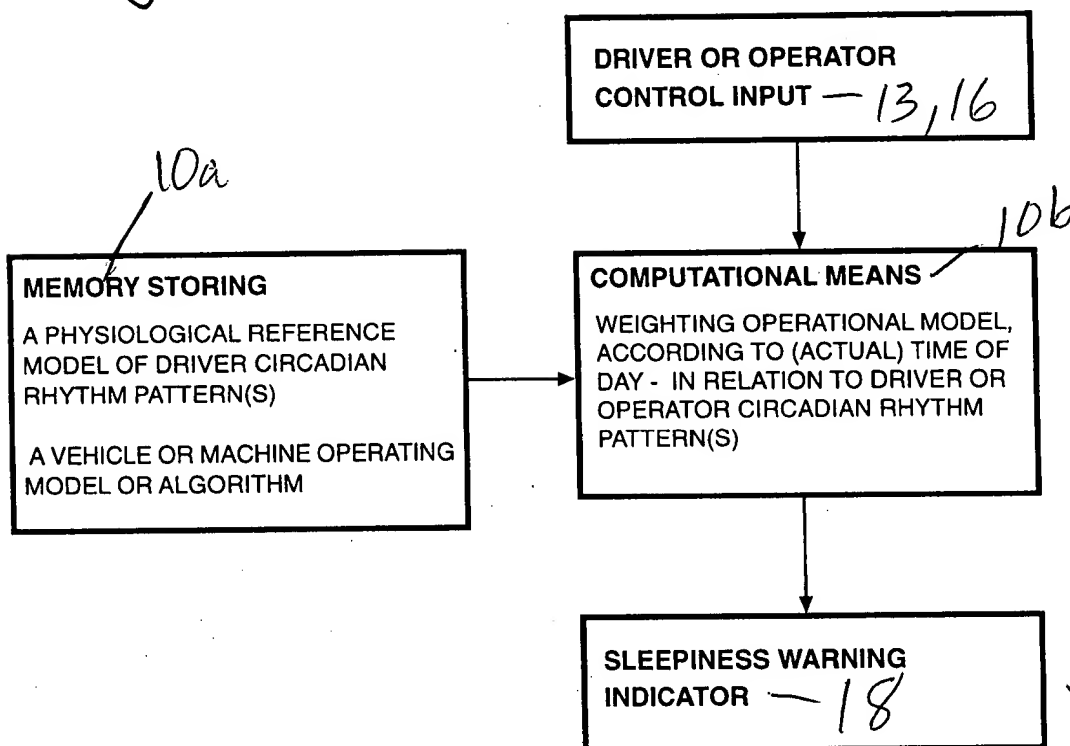 DRIVER OR OPERATOR
CONTROL INPUT — 13, 16
10a
10b
MEMORY STORING
A PHYSIOLOGICAL REFERENCE
MODEL OF DRIVER CIRCADIAN
RHYTHM PATTERN(S)
A VEHICLE OR MACHINE OPERATING
MODEL OR ALGORITHM
COMPUTATIONAL MEANS
WEIGHTING OPERATIONAL MODEL,
ACCORDING TO (ACTUAL) TIME OF
DAY - IN RELATION TO DRIVER OR
OPERATOR CIRCADIAN RHYTHM
PATTERN(S)
SLEEPINESS WARNING
INDICATOR — 18